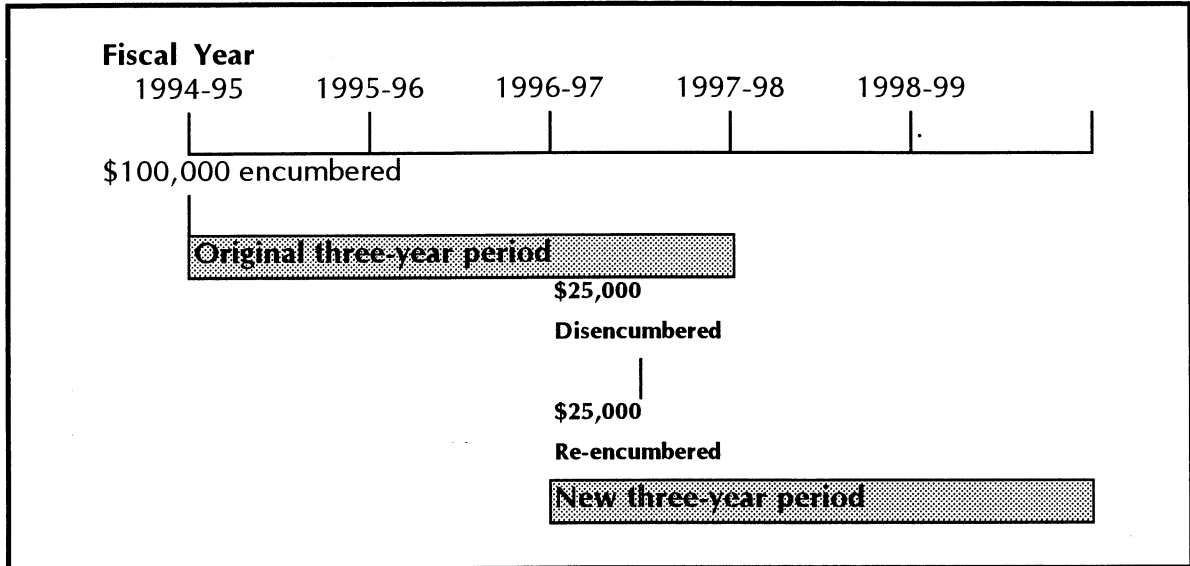 Fiscal Year
1994-95 1995-96 1996-97 1997-98 1998-99
$100,000 encumbered
Original three-year period
$25,000
Disencumbered
$25,000
Re-encumbered
New three-year period